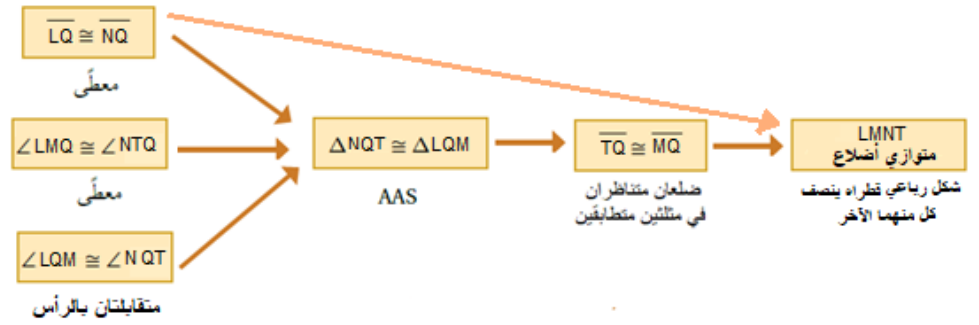 LQ ≅ NQ
معطًى
∠LMQ ≅ ∠NTQ
معطًى
∠LQM ≅ ∠NQT
متقابلتان بالرأس
ΔNQT ≅ ΔLQM
AAS
TQ ≅ MQ
ضلعان متناظران
في مثلثين متطابقين
LMNT
متوازي أضلاع
شكل رباعي قطراه ينصف
كل منهما الآخر